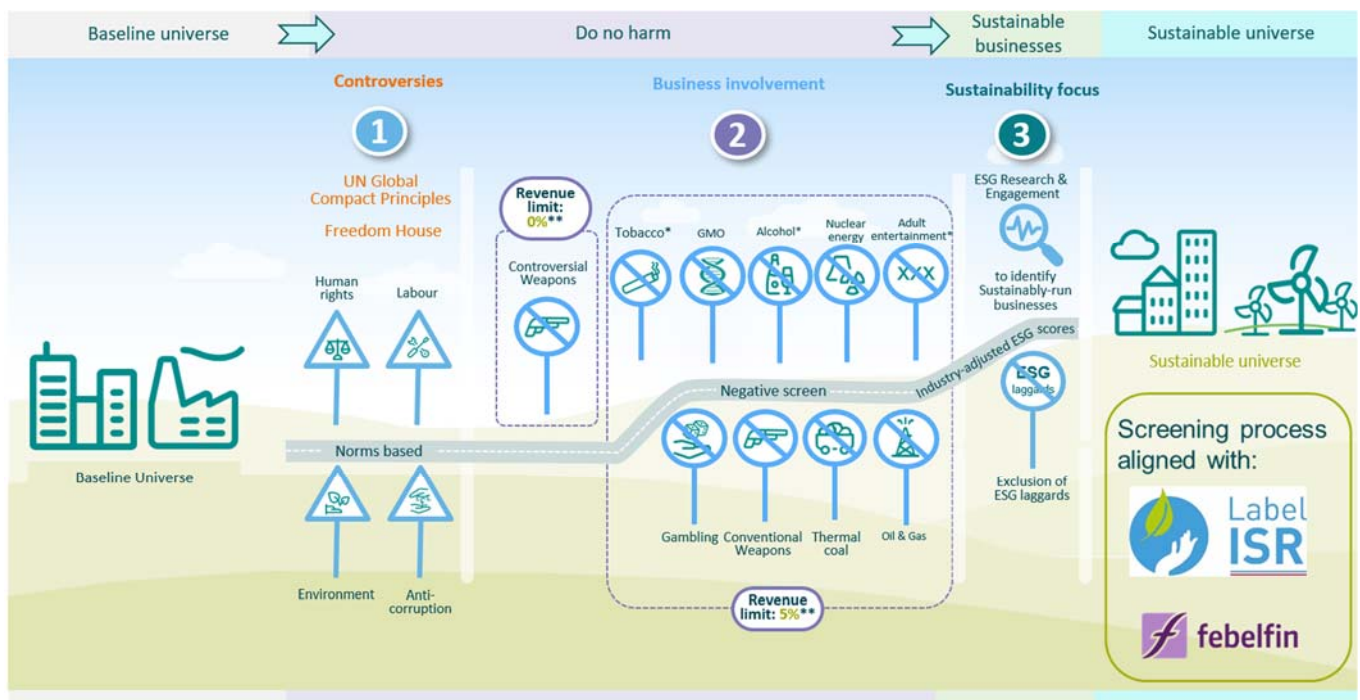 Baseline universe
Do no harm
Sustainable
businesses
Sustainable universe
Controversies
1
UN Global
Compact Principles
Freedom House
Human
rights
Labour
Norms based
Environment
Anti-
corruption
Business involvement
2
Revenue
limit:
0%**
Controversial
Weapons
Tobacco*
GMO
Alcohol*
Nuclear
energy
Adult
entertainment*
XXX
Negative screen
Gambling
Conventional
Weapons
Thermal
coal
Oil & Gas
Revenue
limit: 5%**
Industry-adjusted ESG scores
Sustainability focus
3
ESG Research &
Engagement
to identify
Sustainably-run
businesses
ESG
laggards
Exclusion of
ESG laggards
Baseline Universe
Sustainable universe
Screening process
aligned with:
Label
ISR
f febelfin